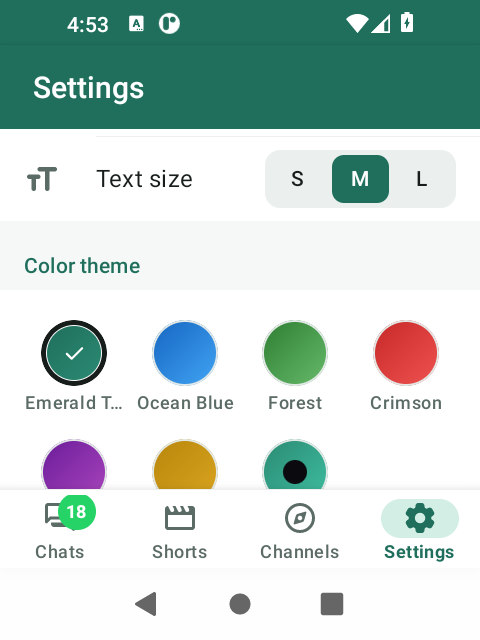 4:53
Settings
Text size
S M L
Color theme
Emerald T... Ocean Blue Forest Crimson
18
Chats Shorts Channels Settings